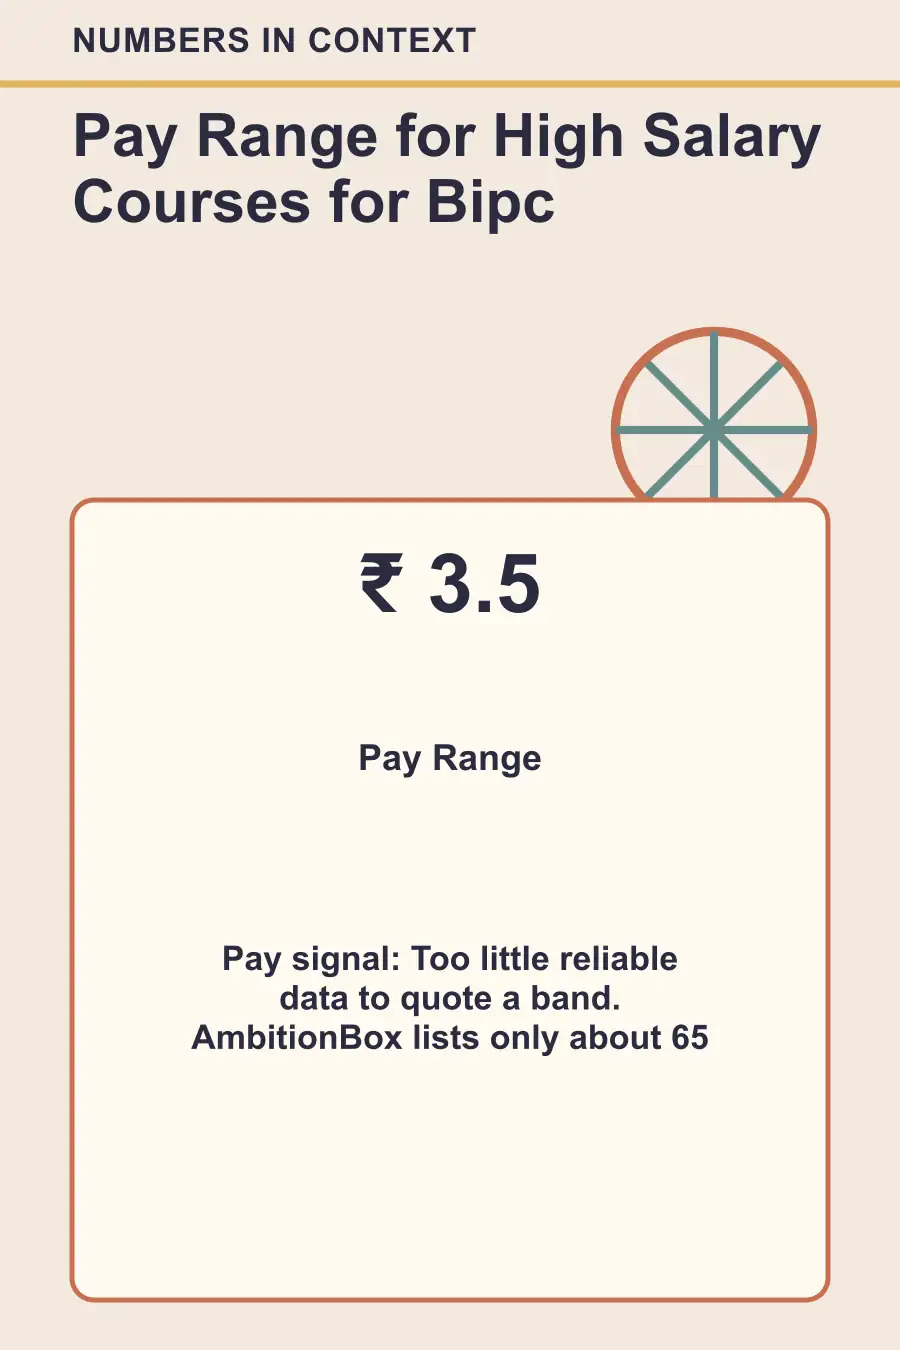 NUMBERS IN CONTEXT
Pay Range for High Salary
Courses for Bipc
₹ 3.5
Pay Range
Pay signal: Too little reliable
data to quote a band.
AmbitionBox lists only about 65